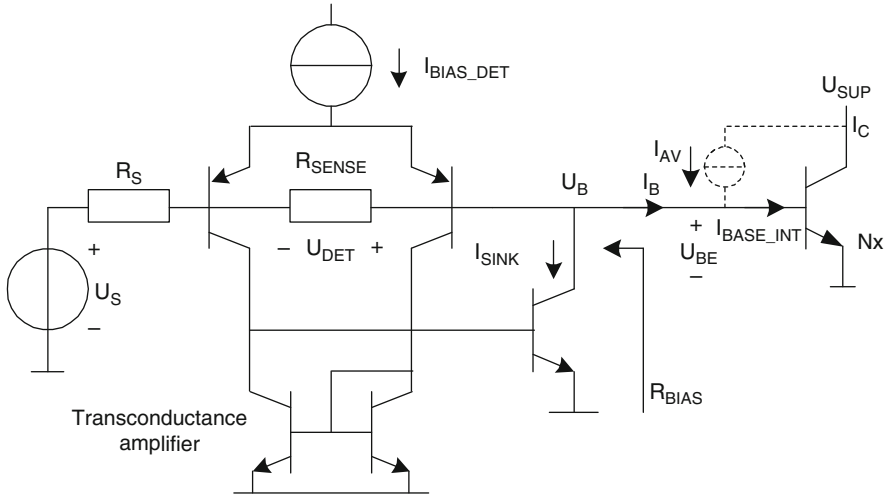 I_BIAS_DET
U_SUP
I_C
I_AV
R_S
R_SENSE
U_B
I_B
I_BASE_INT
− U_DET +
I_SINK
+
U_BE
−
Nx
+
U_S
−
R_BIAS
Transconductance
amplifier